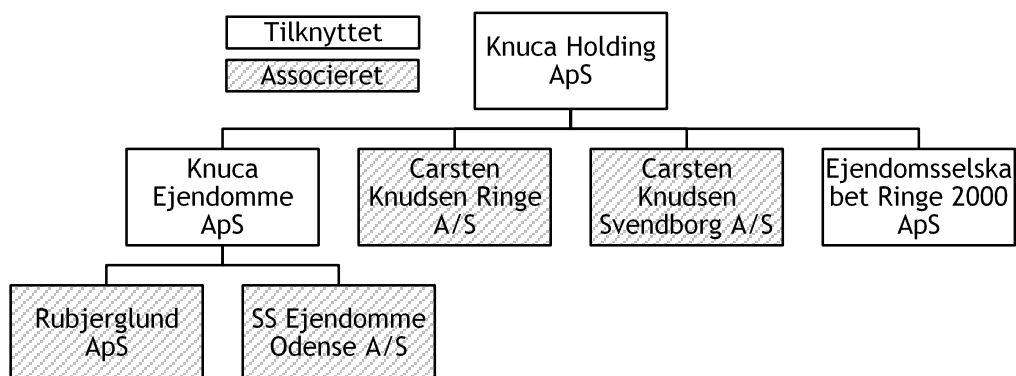 Tilknyttet
Associeret
Knuca Holding
ApS
Knuca
Ejendomme
ApS
Carsten
Knudsen Ringe
A/S
Carsten
Knudsen
Svendborg A/S
Ejendomsselska
bet Ringe 2000
ApS
Rubjerglund
ApS
SS Ejendomme
Odense A/S